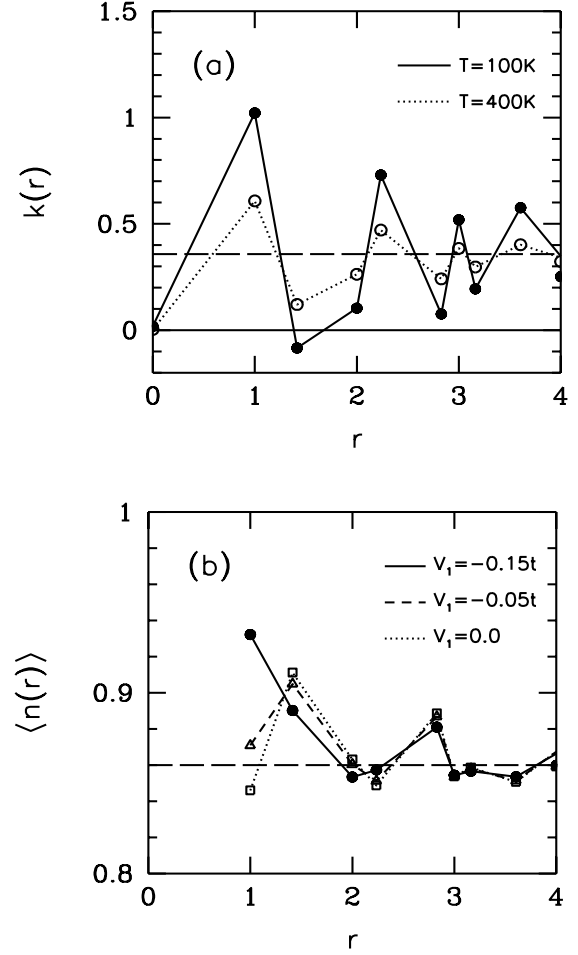 1.5
(a)
T=100K
T=400K
1
k(r)
0.5
0
0 1 2 3 4
r
1
(b)
V₁=−0.15t
V₁=−0.05t
V₁=0.0
⟨n(r)⟩
0.9
0.8
0 1 2 3 4
r